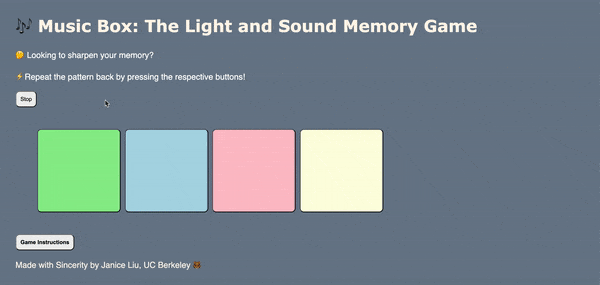 🎶 Music Box: The Light and Sound Memory Game
🤔 Looking to sharpen your memory?
⚡Repeat the pattern back by pressing the respective buttons!
Stop
Game Instructions
Made with Sincerity by Janice Liu, UC Berkeley 🐻